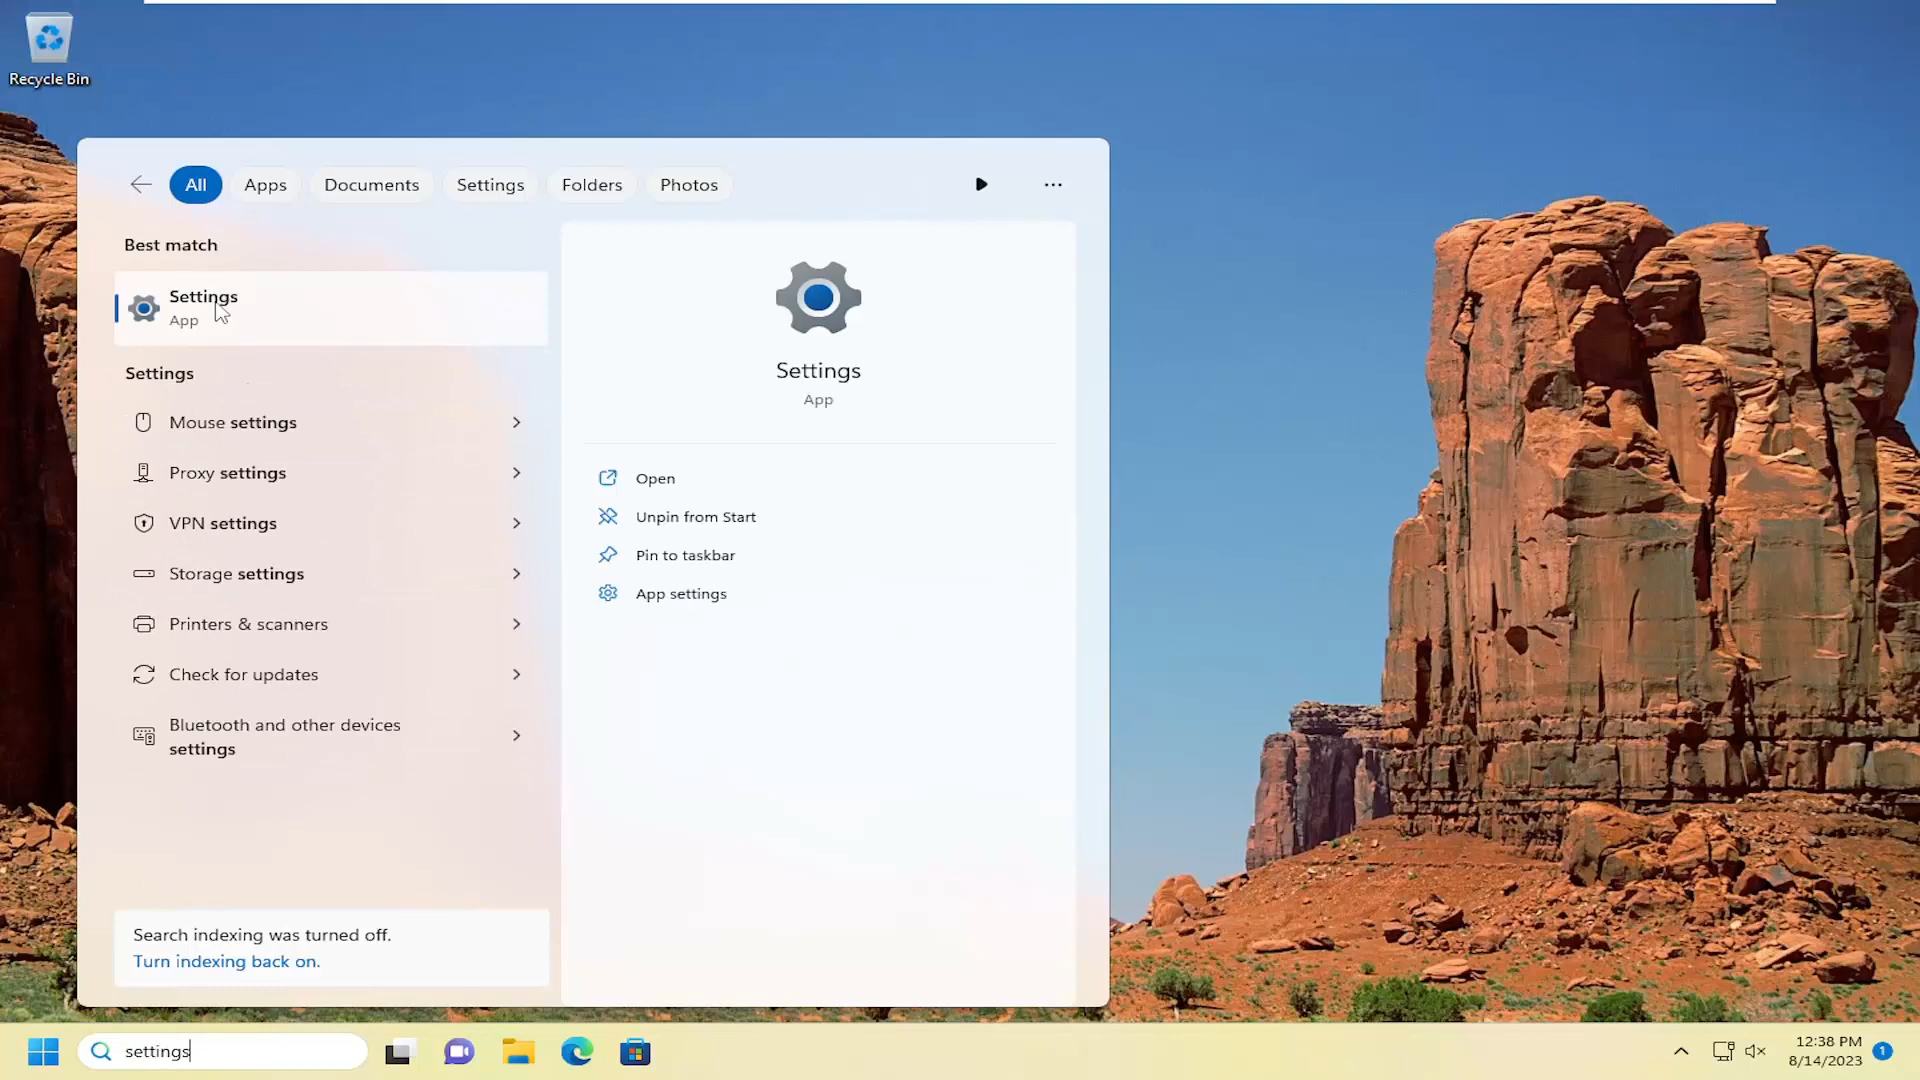 Recycle Bin
All
Apps
Documents
Settings
Folders
Photos
Best match
Settings
App
Settings
Mouse settings
Proxy settings
VPN settings
Storage settings
Printers & scanners
Check for updates
Bluetooth and other devices
settings
Search indexing was turned off.
Turn indexing back on.
Settings
App
Open
Unpin from Start
Pin to taskbar
App settings
settings
12:38 PM
8/14/2023
1